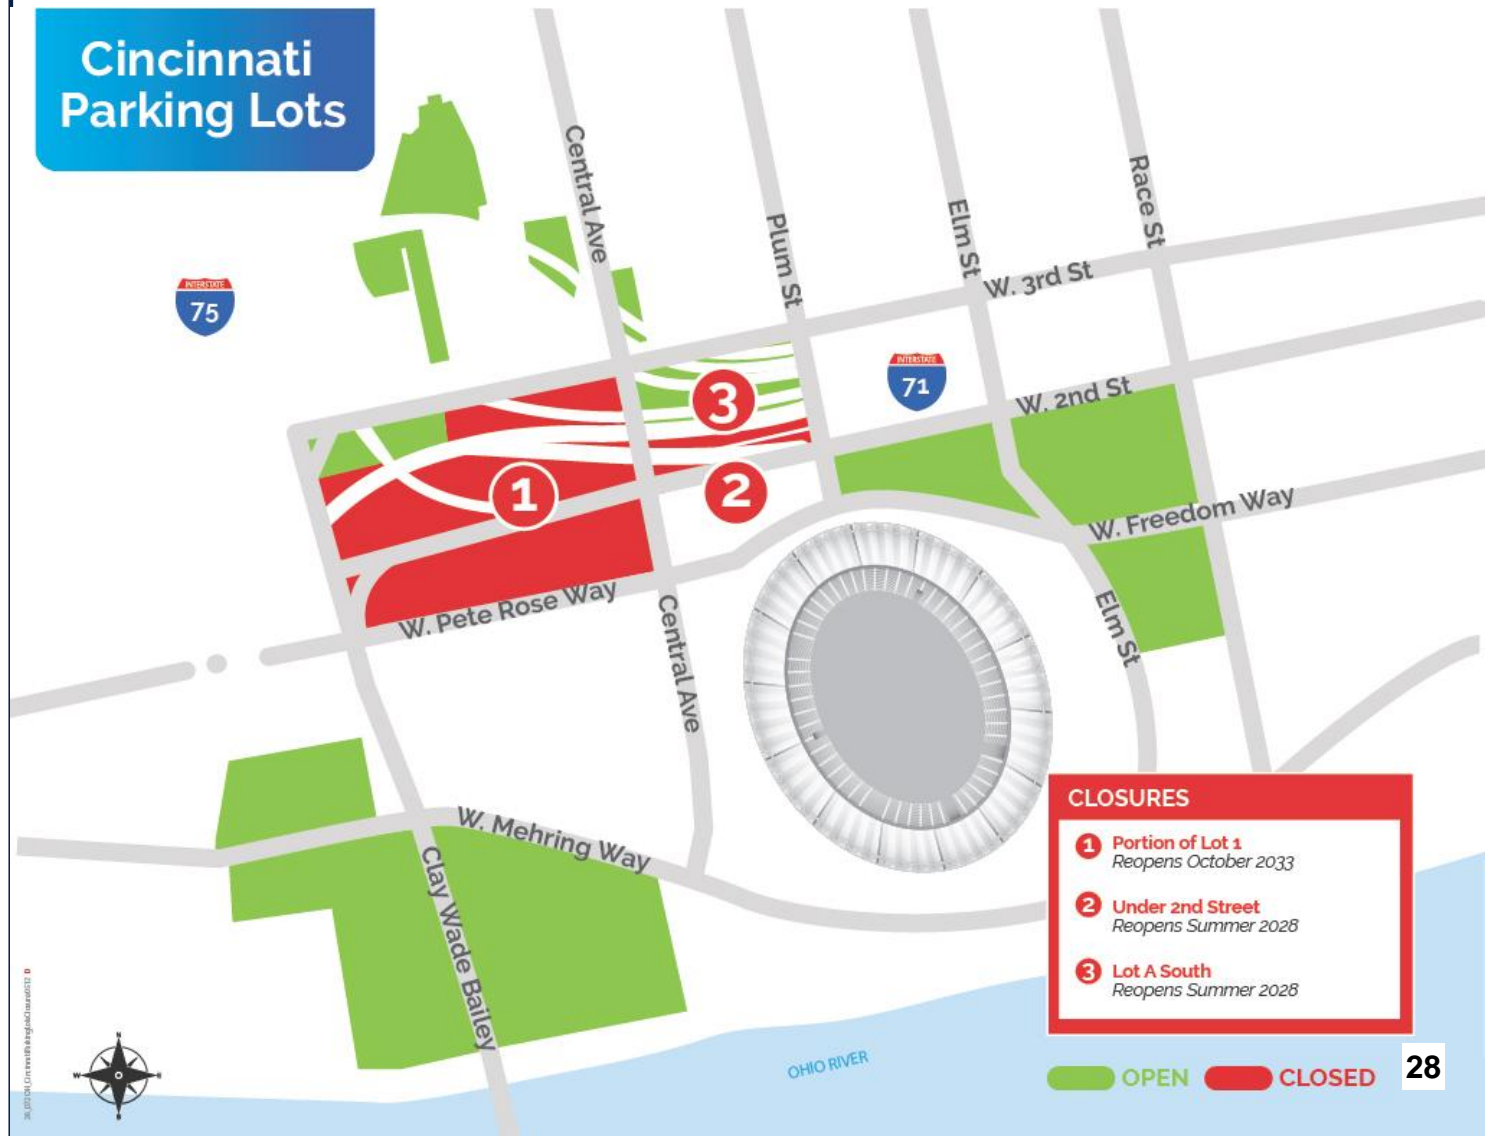 Cincinnati
Parking Lots
Central Ave
Plum St
Elm St
Race St
W. 3rd St
INTERSTATE
75
INTERSTATE
71
W. 2nd St
3
1
2
W. Freedom Way
W. Pete Rose Way
Central Ave
Elm St
W. Mehring Way
Clay Wade Bailey
CLOSURES
1 Portion of Lot 1
Reopens October 2033
2 Under 2nd Street
Reopens Summer 2028
3 Lot A South
Reopens Summer 2028
N
W
E
S
OHIO RIVER
OPEN
CLOSED
28